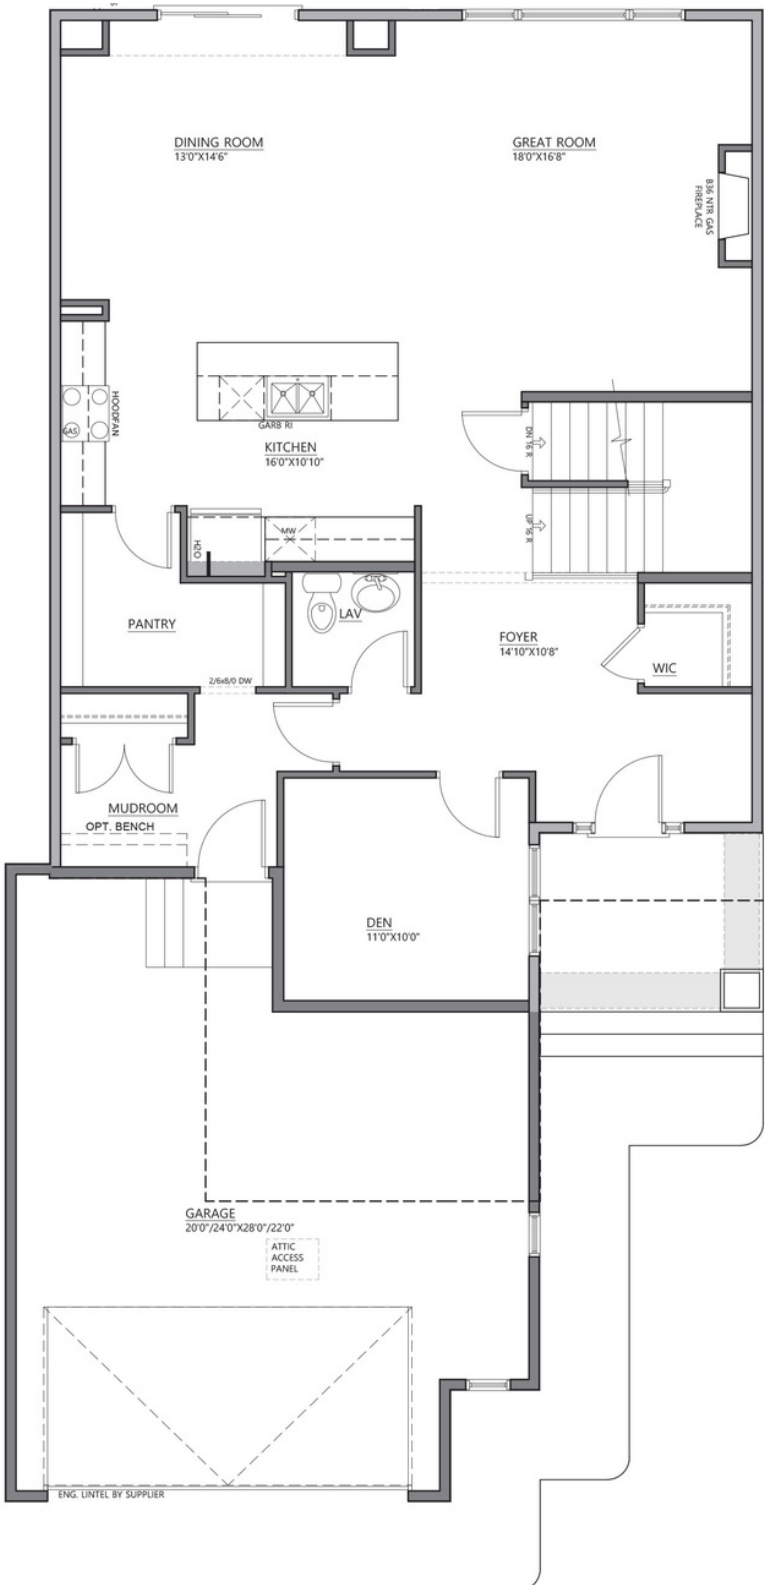 DINING ROOM
13'0"X14'6"
GREAT ROOM
18'0"X16'8"
B36 NTR. GAS
FIREPLACE
HOODFAN
GAS
GARB RI
KITCHEN
16'0"X10'10"
DN 16 R
UP 16 R
H2O
MW
PANTRY
LAV
FOYER
14'10"X10'8"
WIC
2/6x8/0 DW
MUDROOM
OPT. BENCH
DEN
11'0"X10'0"
GARAGE
20'0"/24'0"X28'0"/22'0"
ATTIC
ACCESS
PANEL
ENG. LINTEL BY SUPPLIER